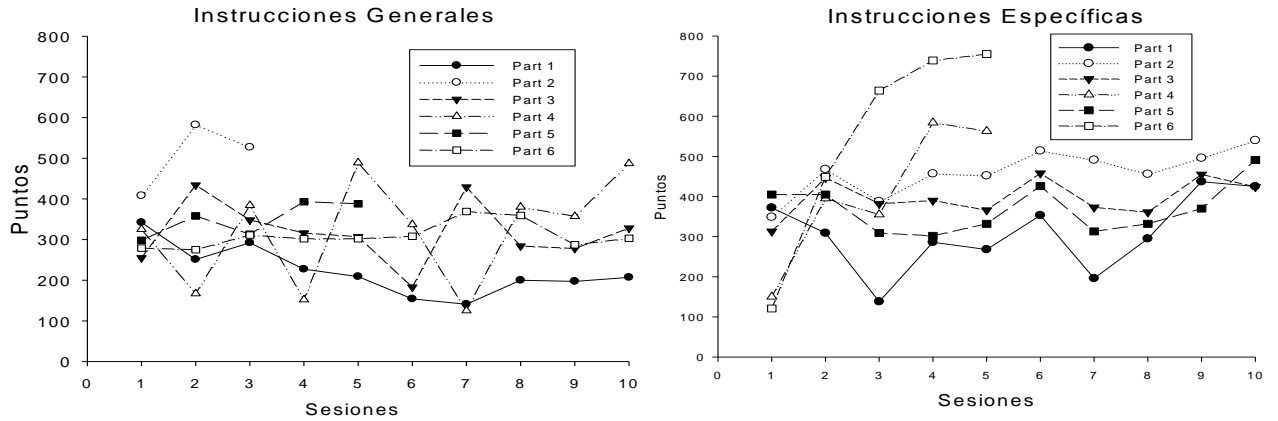 Instrucciones Generales
Puntos
800
700
600
500
400
300
200
100
0
Part 1
Part 2
Part 3
Part 4
Part 5
Part 6
0 1 2 3 4 5 6 7 8 9 10
Sesiones
Instrucciones Específicas
Puntos
800
700
600
500
400
300
200
100
0
Part 1
Part 2
Part 3
Part 4
Part 5
Part 6
0 1 2 3 4 5 6 7 8 9 10
Sesiones